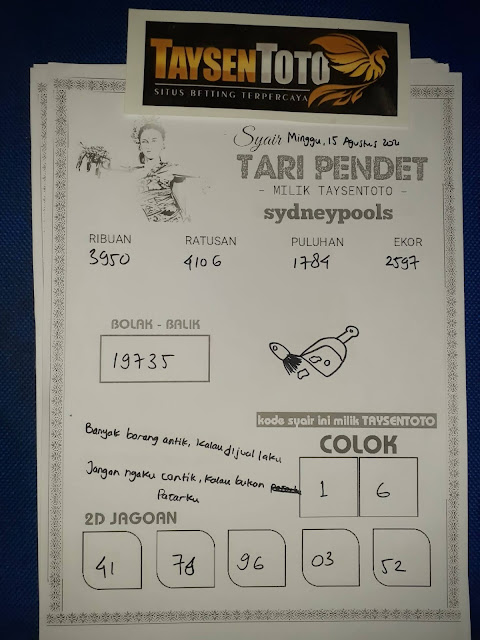 TAYSENTOTO
SITUS BETTING TERPERCAYA
Syair Minggu, 15 Agustus 202
TARI PENDET
- MILIK TAYSENTOTO -
sydneypools
RIBUAN RATUSAN PULUHAN EKOR
3950 4106 1784 2597
BOLAK - BALIK
19735
kode syair ini milik TAYSENTOTO
Banyak barang antik, kalau dijual laku
Jangan ngaku cantik, kalau bukan
Pacarku
COLOK
1 6
2D JAGOAN
41 78 96 03 52